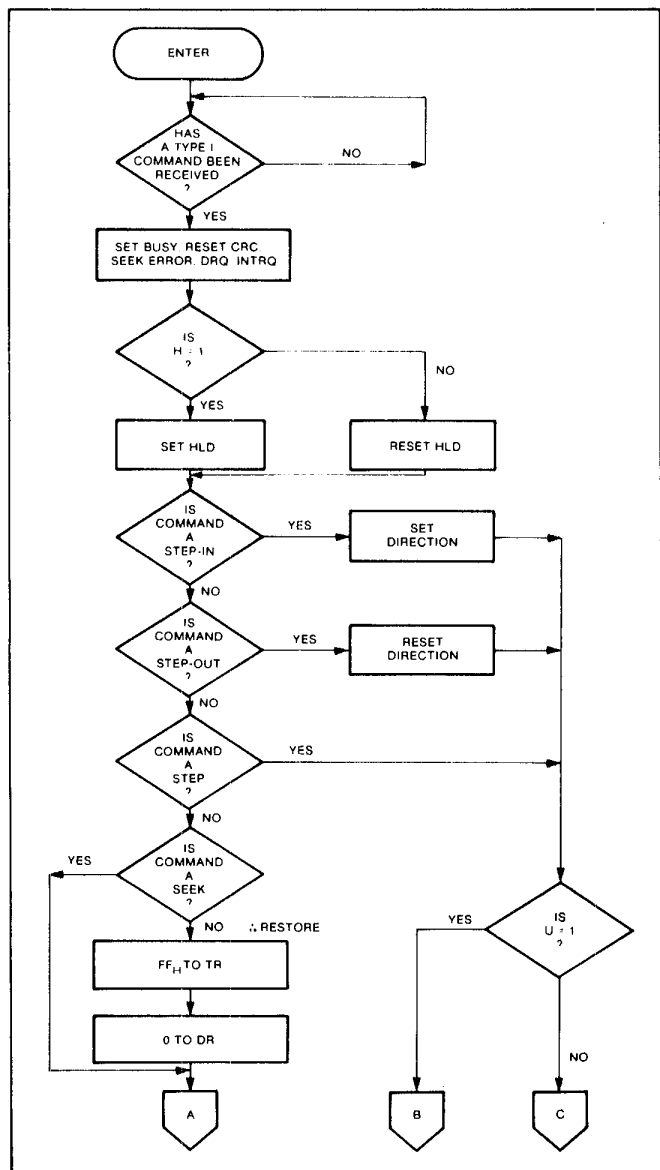 ENTER
HAS
A TYPE I
COMMAND BEEN
RECEIVED
?
NO
YES
SET BUSY, RESET CRC,
SEEK ERROR, DRQ, INTRQ
IS
H = 1
?
NO
YES
SET HLD
RESET HLD
IS
COMMAND
A
STEP-IN
?
YES
SET
DIRECTION
NO
IS
COMMAND
A
STEP-OUT
?
YES
RESET
DIRECTION
NO
IS
COMMAND
A
STEP
?
YES
NO
IS
COMMAND
A
SEEK
?
YES
NO ∴ RESTORE
IS
U = 1
?
YES
FFH TO TR
0 TO DR
NO
A
B
C